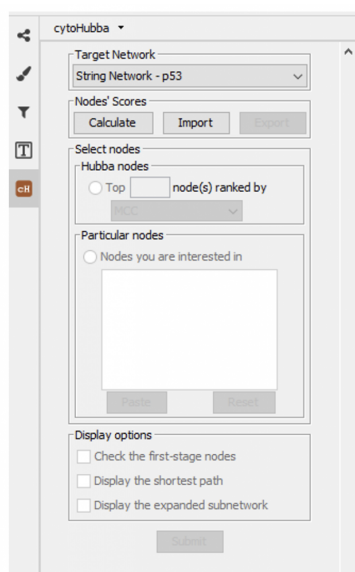 cytoHubba
Target Network
String Network - p53
Nodes' Scores
Calculate Import Export
Select nodes
Hubba nodes
Top node(s) ranked by
MCC
Particular nodes
Nodes you are interested in
Paste Reset
Display options
Check the first-stage nodes
Display the shortest path
Display the expanded subnetwork
Submit
T
cH